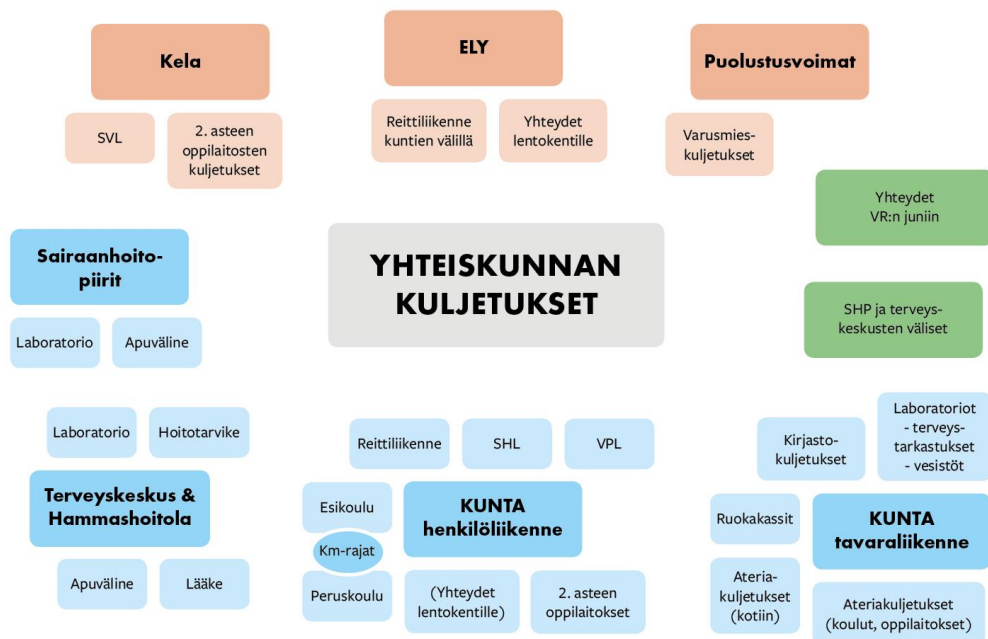 Kela
ELY
Puolustusvoimat
SVL
2. asteen
oppilaitosten
kuljetukset
Reittiliikenne
kuntien välillä
Yhteydet
lentokentille
Varusmies-
kuljetukset
Yhteydet
VR:n juniin
Sairaanhoito-
piirit
YHTEISKUNNAN
KULJETUKSET
SHP ja terveys-
keskusten väliset
Laboratorio
Apuväline
Laboratorio
Hoitotarvike
Terveyskeskus &
Hammashoitola
Apuväline
Lääke
Reittiliikenne
SHL
VPL
Esikoulu
Km-rajat
Peruskoulu
KUNTA
henkilöliikenne
(Yhteydet
lentokentille)
2. asteen
oppilaitokset
Kirjasto-
kuljetukset
Laboratoriot
- terveys-
tarkastukset
- vesistöt
Ruokakassit
KUNTA
tavaraliikenne
Ateria-
kuljetukset
(kotiin)
Ateriakuljetukset
(koulut, oppilaitokset)